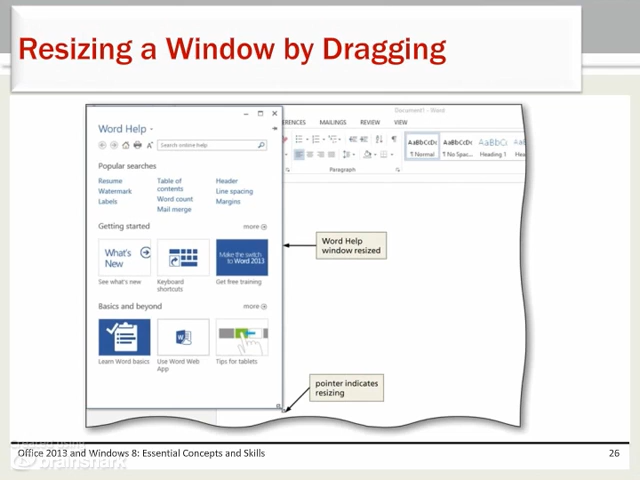 Resizing a Window by Dragging
Document1 - Word
Word Help
ERENCES MAILINGS REVIEW VIEW
Search online help
AaBbCcDc AaBbCcDc AaBbCc AaBbCcDc
¶ Normal ¶ No Spac... Heading 1 He
Paragraph
Popular searches
Resume Table of contents Header
Watermark Word count Line spacing
Labels Mail merge Margins
Getting started more
What's New
Make the switch to Word 2013
See what's new Keyboard shortcuts Get free training
Word Help
window resized
Basics and beyond more
Learn Word basics Use Word Web App Tips for tablets
pointer indicates
resizing
Office 2013 and Windows 8: Essential Concepts and Skills 26
brainshark